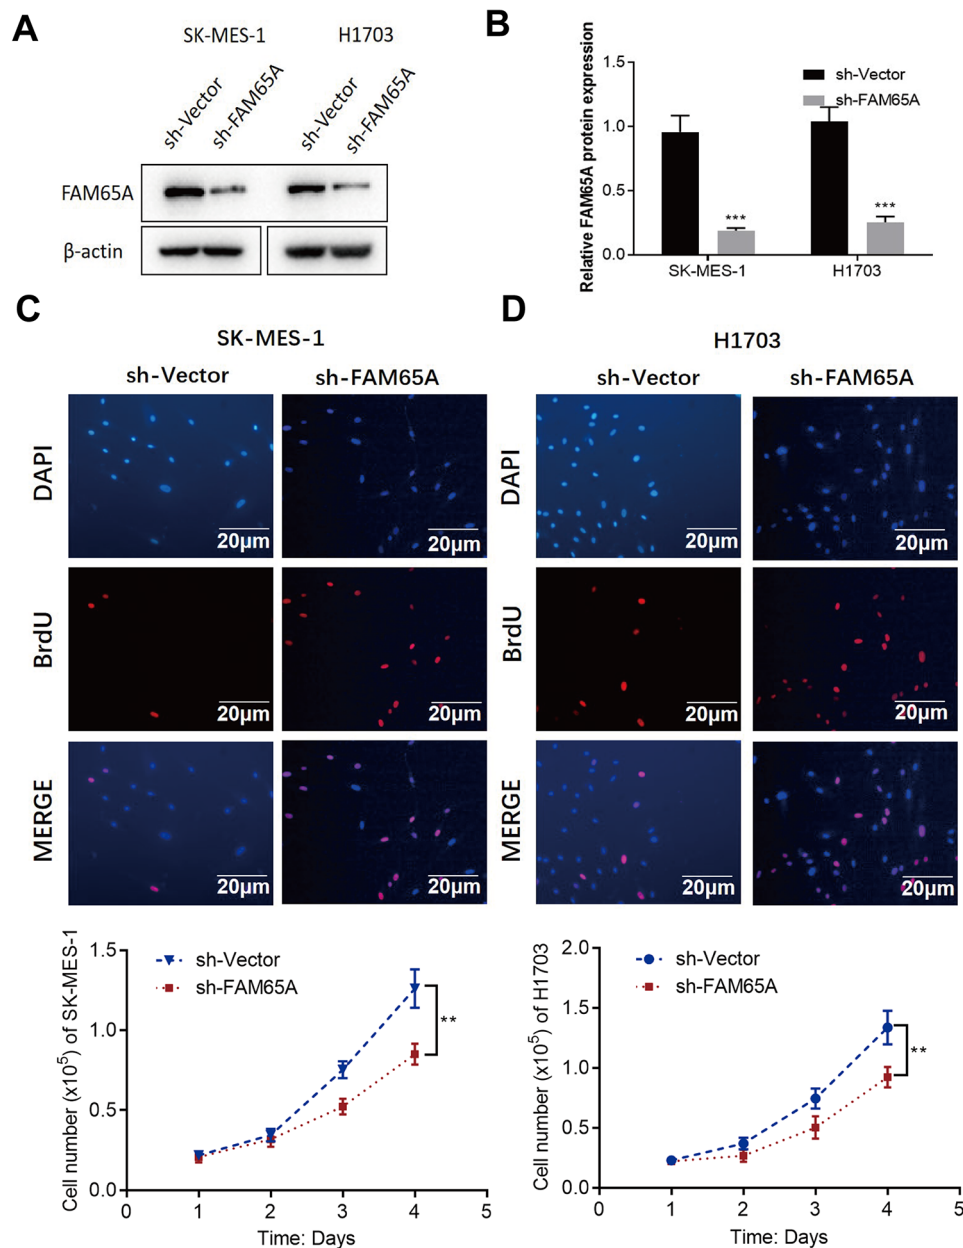 A
SK-MES-1 H1703
sh-Vector sh-FAM65A sh-Vector sh-FAM65A
FAM65A
β-actin
B
Relative FAM65A protein expression
1.5
1.0
0.5
0.0
sh-Vector
sh-FAM65A
*** ***
SK-MES-1 H1703
C
SK-MES-1
sh-Vector sh-FAM65A
DAPI
20μm 20μm
BrdU
20μm 20μm
MERGE
20μm 20μm
Cell number (x10⁵) of SK-MES-1
1.5
1.0
0.5
0.0
sh-Vector
sh-FAM65A
**
0 1 2 3 4 5
Time: Days
D
H1703
sh-Vector sh-FAM65A
DAPI
20μm 20μm
BrdU
20μm 20μm
MERGE
20μm 20μm
Cell number (x10⁵) of H1703
2.0
1.5
1.0
0.5
0.0
sh-Vector
sh-FAM65A
**
0 1 2 3 4 5
Time: Days